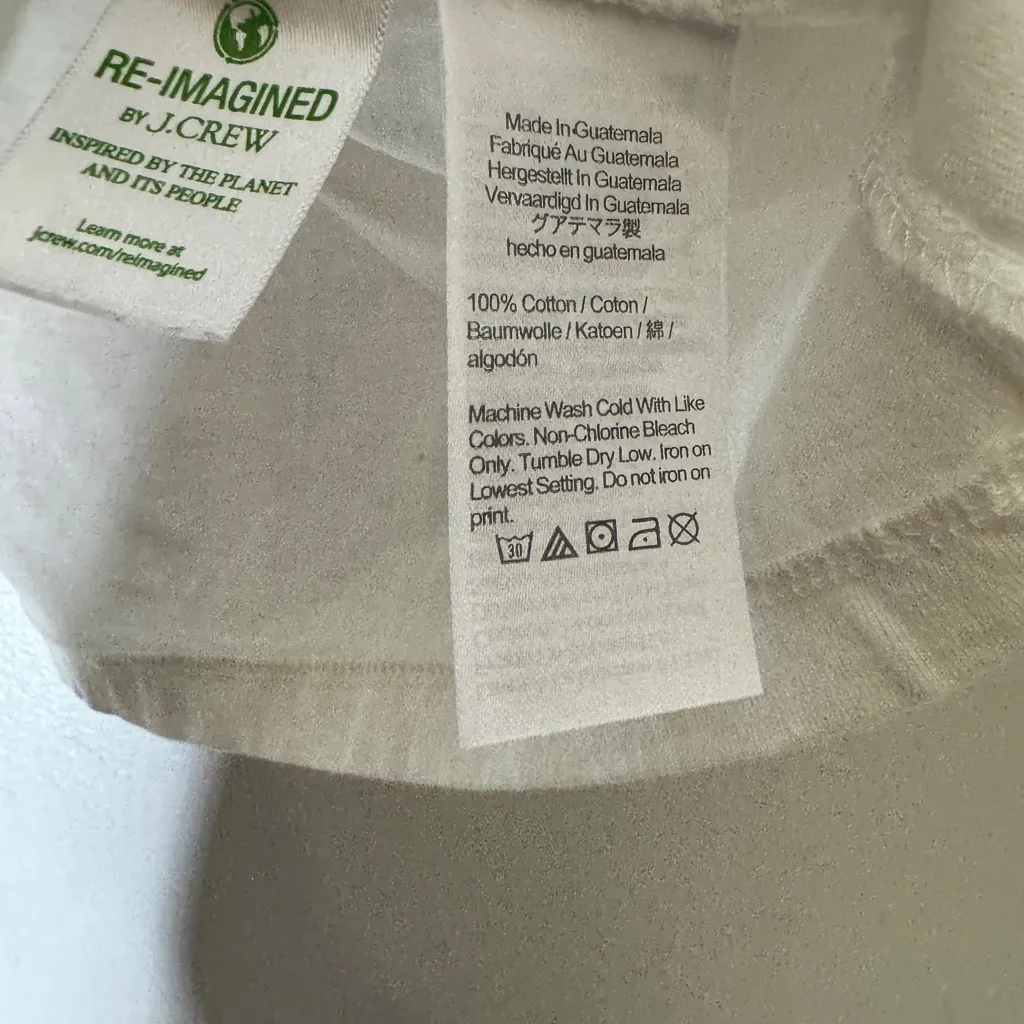 RE-IMAGINED
BY J.CREW
INSPIRED BY THE PLANET
AND ITS PEOPLE
Learn more at
jcrew.com/reimagined
Made In Guatemala
Fabriqué Au Guatemala
Hergestellt In Guatemala
Vervaardigd In Guatemala
グアテマラ製
hecho en guatemala
100% Cotton / Coton /
Baumwolle / Katoen / 綿 /
algodón
Machine Wash Cold With Like
Colors. Non-Chlorine Bleach
Only. Tumble Dry Low. Iron on
Lowest Setting. Do not iron on
print.
30